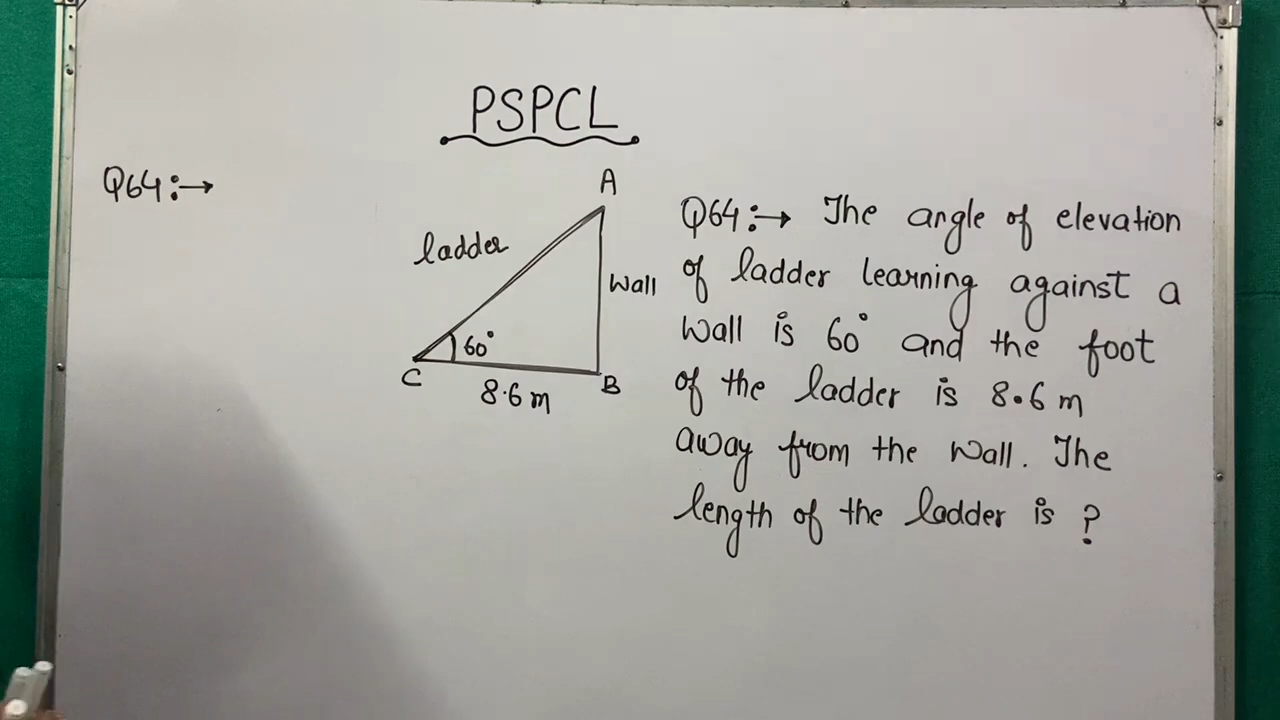 PSPCL
Q64:→
A
ladder
Wall
60°
C
B
8.6 m
Q64:→ The angle of elevation
of ladder learning against a
Wall is 60° and the foot
of the ladder is 8.6 m
away from the Wall. The
length of the ladder is ?